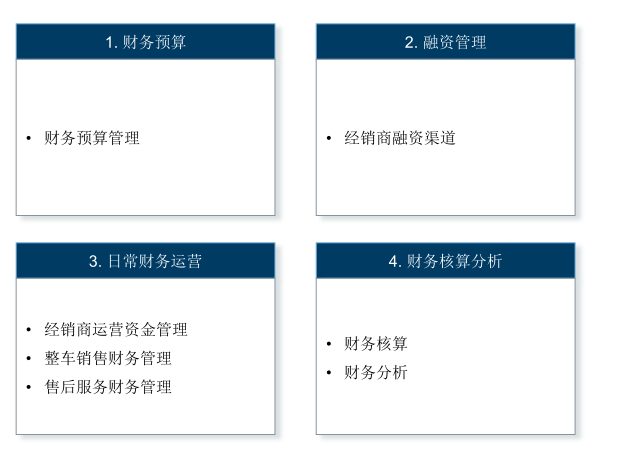 1. 财务预算
• 财务预算管理
2. 融资管理
• 经销商融资渠道
3. 日常财务运营
• 经销商运营资金管理
• 整车销售财务管理
• 售后服务财务管理
4. 财务核算分析
• 财务核算
• 财务分析